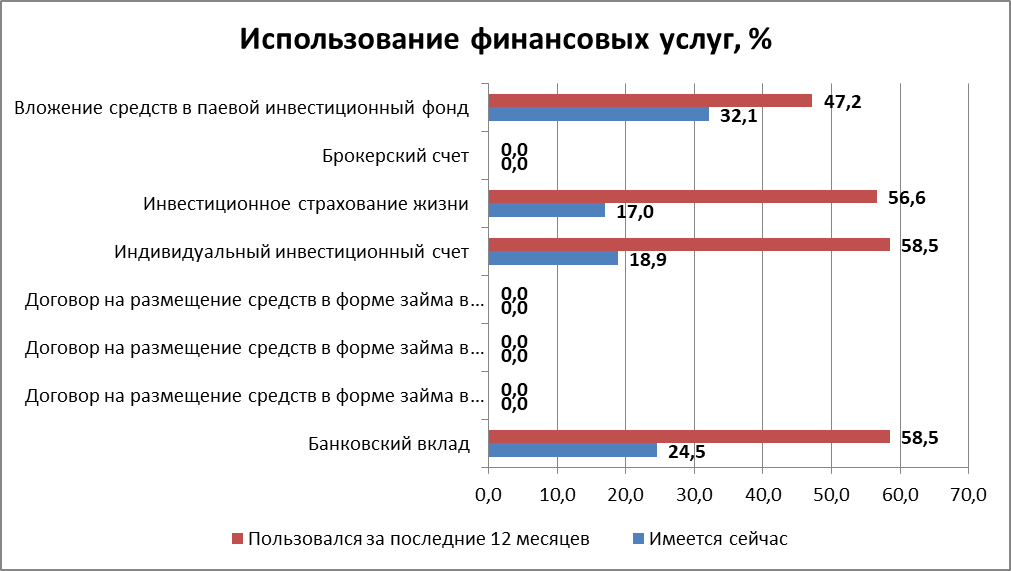 Использование финансовых услуг, %
Вложение средств в паевой инвестиционный фонд
47,2
32,1
Брокерский счет
0,0
0,0
Инвестиционное страхование жизни
56,6
17,0
Индивидуальный инвестиционный счет
58,5
18,9
Договор на размещение средств в форме займа в...
0,0
0,0
Договор на размещение средств в форме займа в...
0,0
0,0
Договор на размещение средств в форме займа в...
0,0
0,0
Банковский вклад
58,5
24,5
0,0 10,0 20,0 30,0 40,0 50,0 60,0 70,0
Пользовался за последние 12 месяцев Имеется сейчас